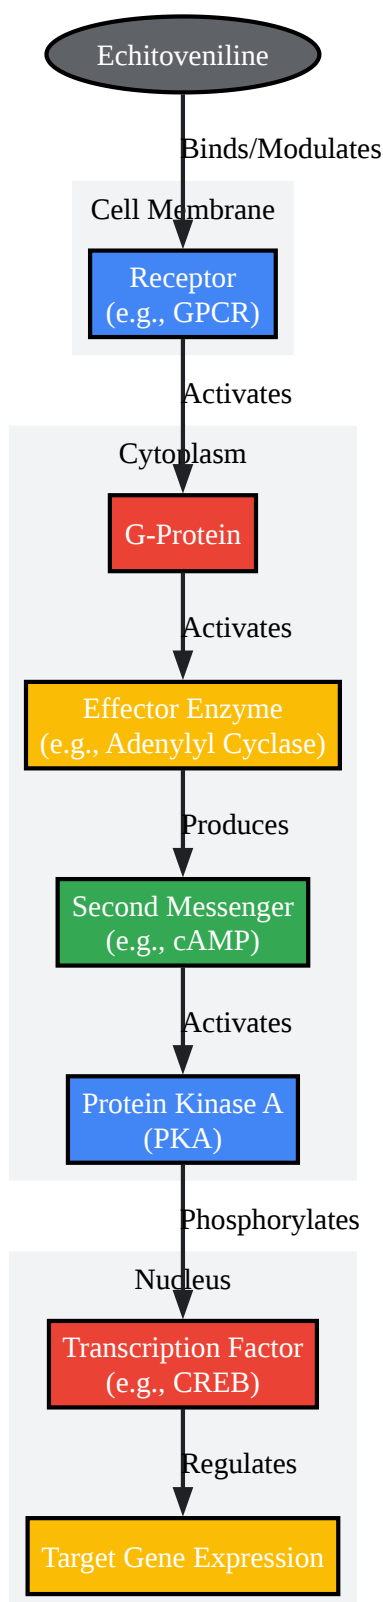 Echitoveniline
Binds/Modulates
Cell Membrane
Receptor
(e.g., GPCR)
Activates
Cytoplasm
G-Protein
Activates
Effector Enzyme
(e.g., Adenylyl Cyclase)
Produces
Second Messenger
(e.g., cAMP)
Activates
Protein Kinase A
(PKA)
Phosphorylates
Nucleus
Transcription Factor
(e.g., CREB)
Regulates
Target Gene Expression